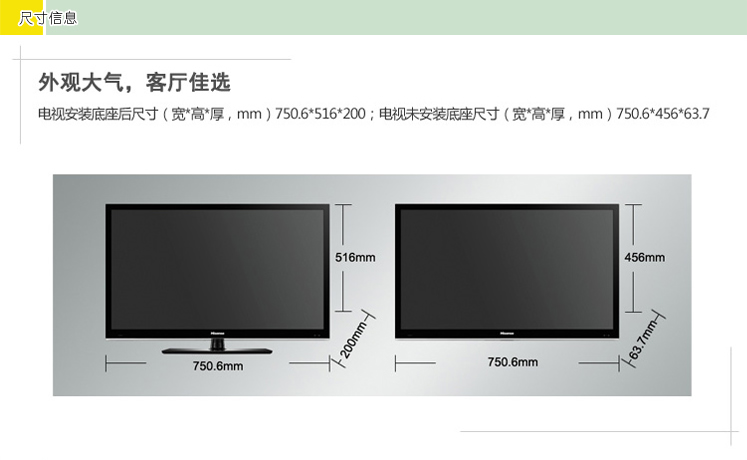 尺寸信息
外观大气，客厅佳选
电视安装底座后尺寸（宽*高*厚，mm）750.6*516*200；电视未安装底座尺寸（宽*高*厚，mm）750.6*456*63.7
516mm
456mm
200mm
63.7mm
Hisense
Hisense
750.6mm
750.6mm